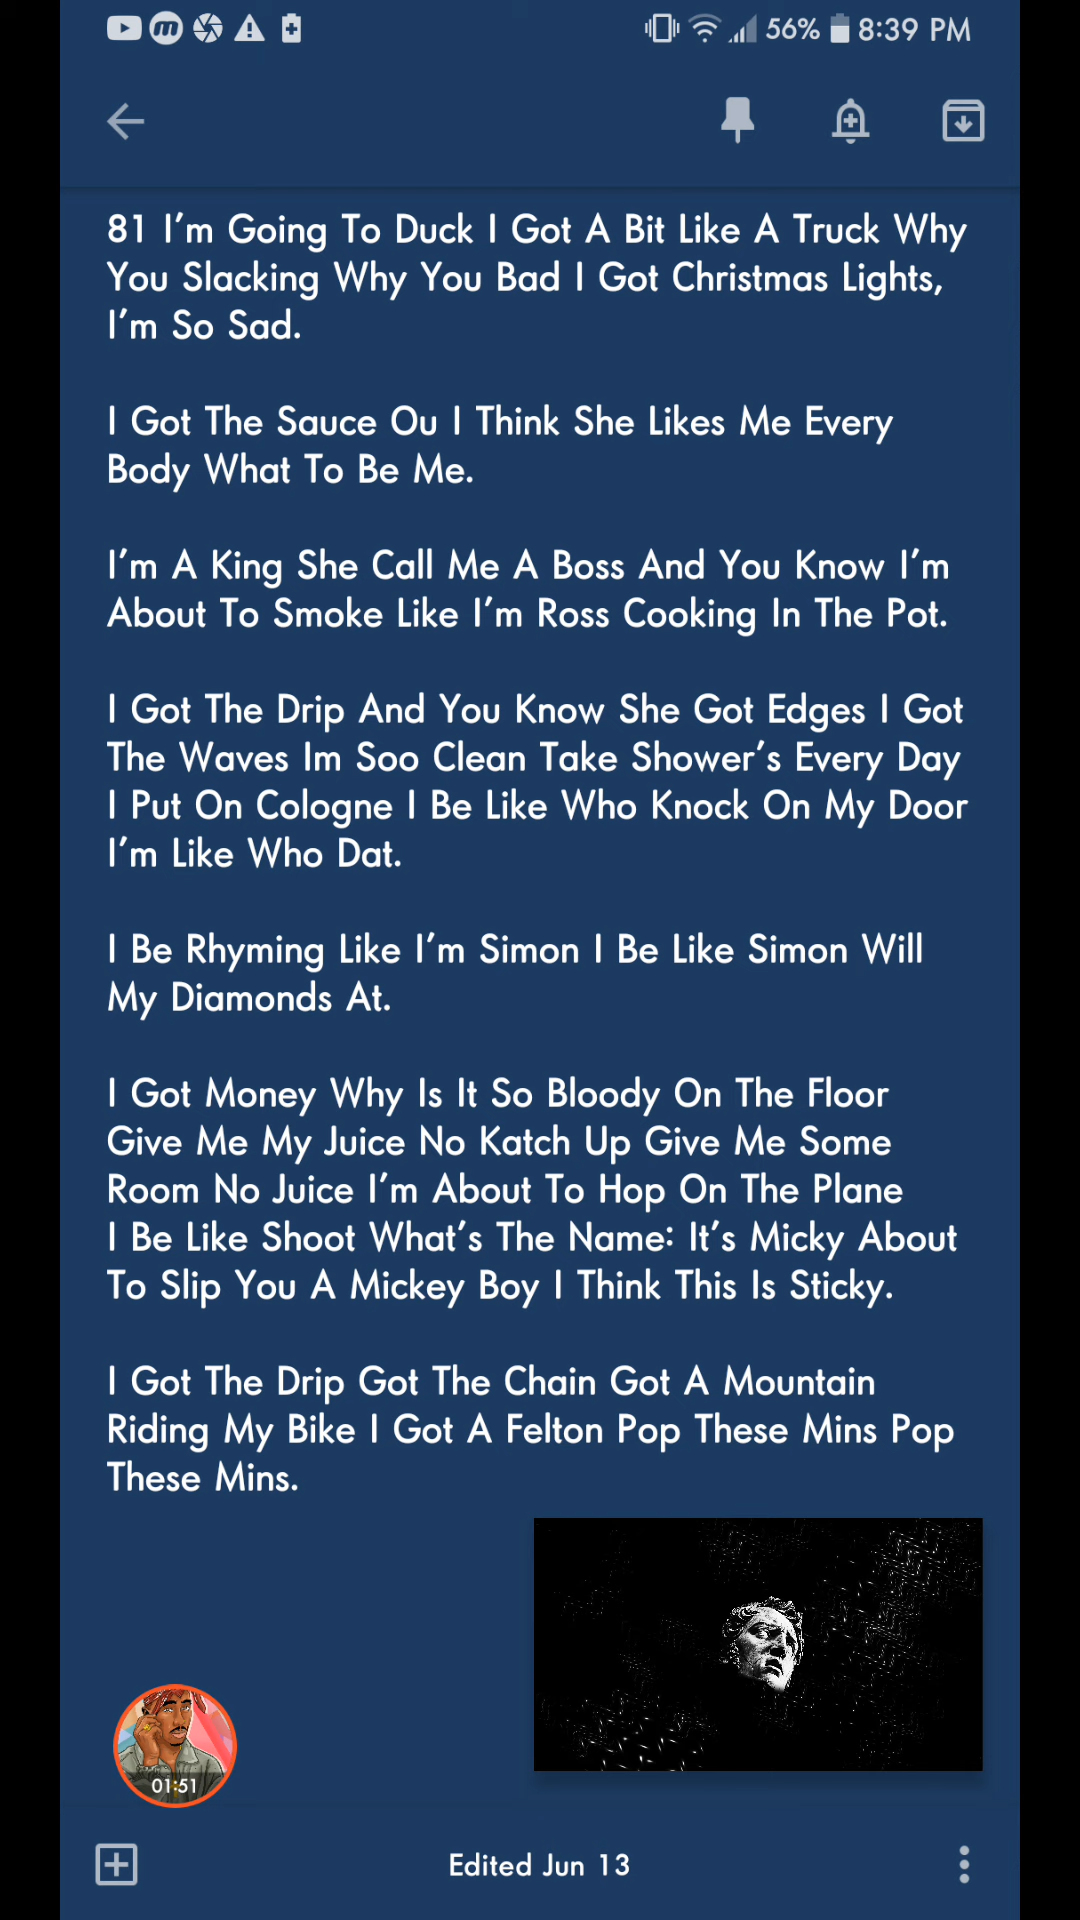 56% 8:39 PM
81 I'm Going To Duck I Got A Bit Like A Truck Why
You Slacking Why You Bad I Got Christmas Lights,
I'm So Sad.
I Got The Sauce Ou I Think She Likes Me Every
Body What To Be Me.
I'm A King She Call Me A Boss And You Know I'm
About To Smoke Like I'm Ross Cooking In The Pot.
I Got The Drip And You Know She Got Edges I Got
The Waves Im Soo Clean Take Shower's Every Day
I Put On Cologne I Be Like Who Knock On My Door
I'm Like Who Dat.
I Be Rhyming Like I'm Simon I Be Like Simon Will
My Diamonds At.
I Got Money Why Is It So Bloody On The Floor
Give Me My Juice No Katch Up Give Me Some
Room No Juice I'm About To Hop On The Plane
I Be Like Shoot What's The Name: It's Micky About
To Slip You A Mickey Boy I Think This Is Sticky.
I Got The Drip Got The Chain Got A Mountain
Riding My Bike I Got A Felton Pop These Mins Pop
These Mins.
01:51
Edited Jun 13